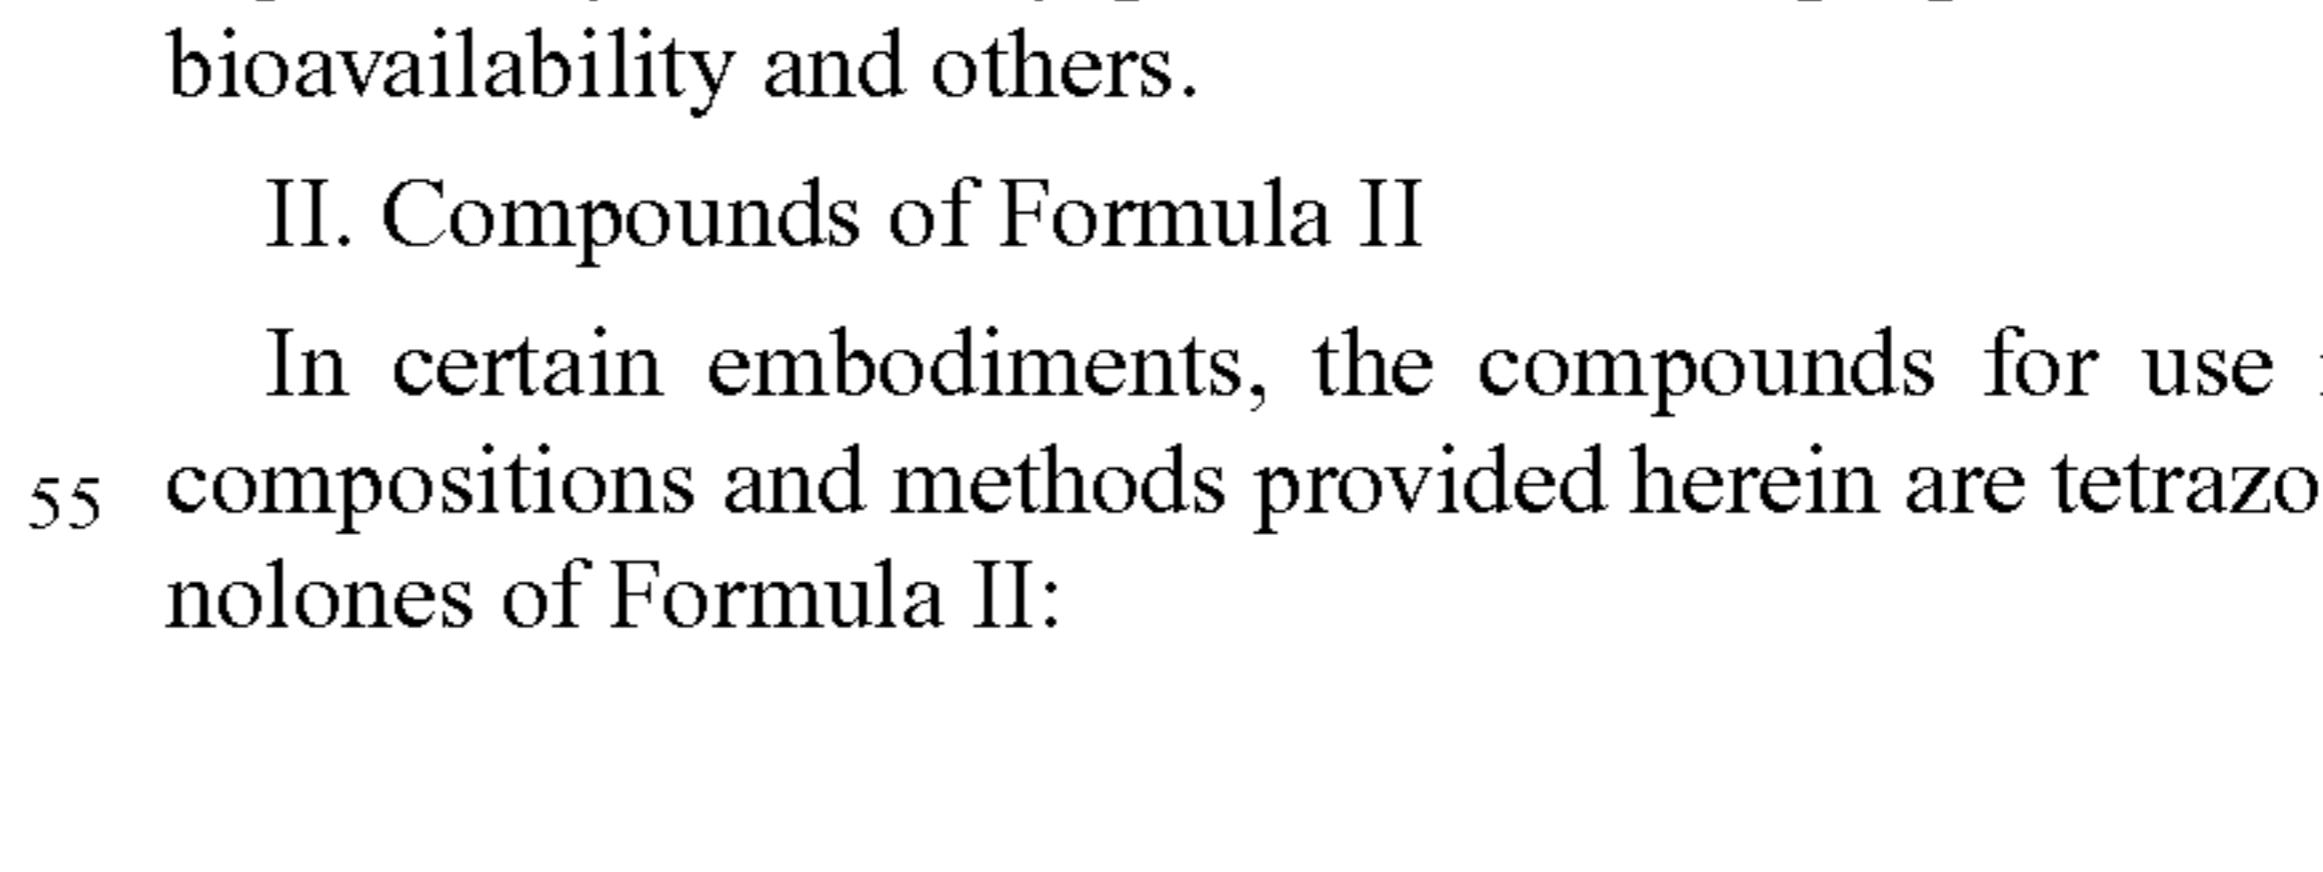 bioavailability and others.
II. Compounds of Formula II
In certain embodiments, the compounds for use
55 compositions and methods provided herein are tetrazo
nolones of Formula II: